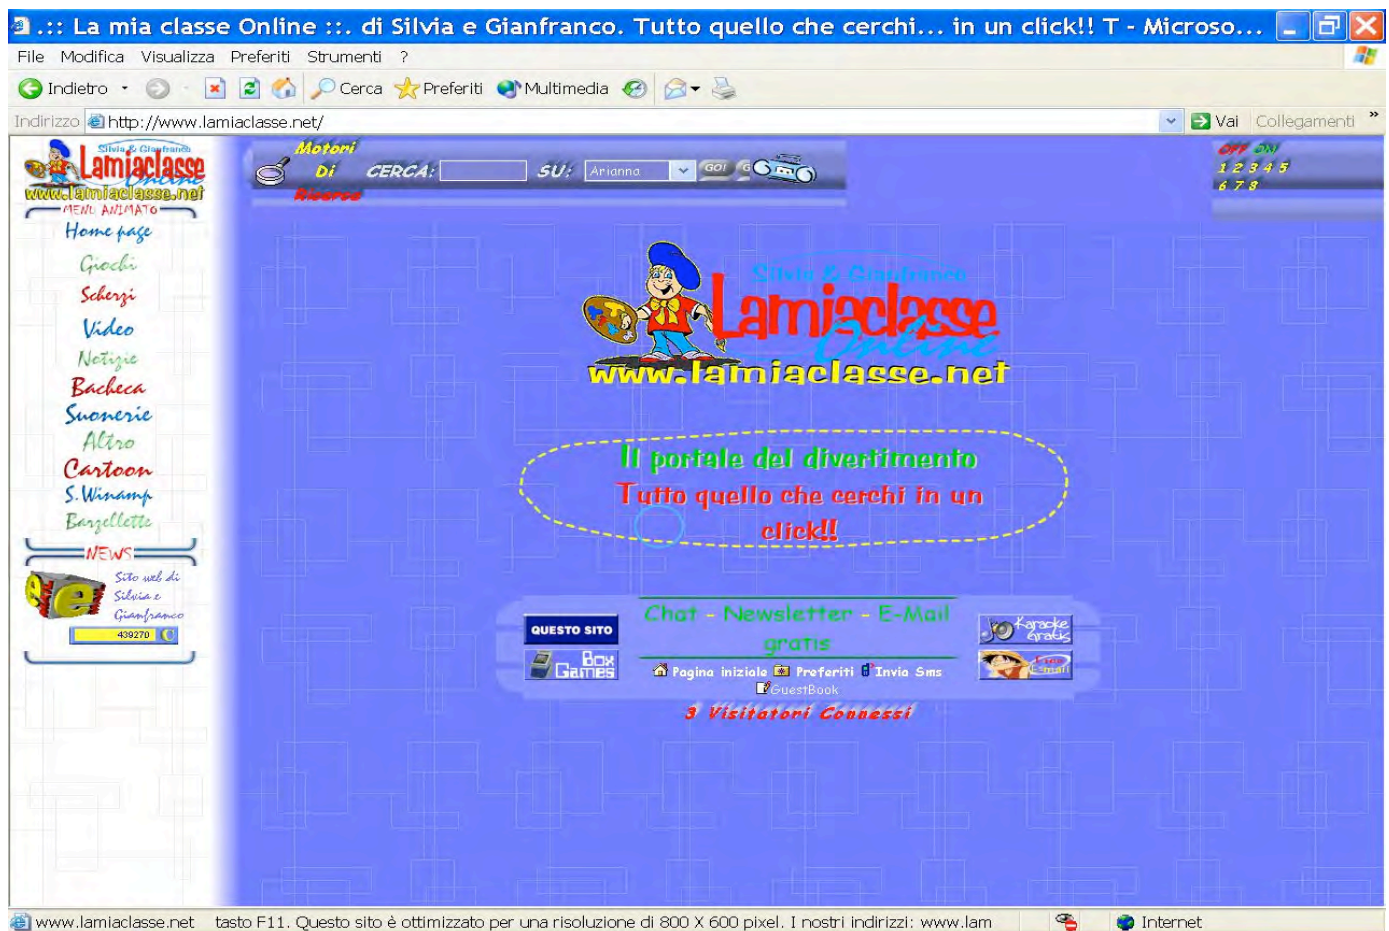 .:: La mia classe Online ::. di Silvia e Gianfranco. Tutto quello che cerchi... in un click!! T - Microso...
File Modifica Visualizza Preferiti Strumenti ?
Indietro Cerca Preferiti Multimedia
Indirizzo http://www.lamiaclasse.net/ Vai Collegamenti »
Silvia & Gianfranco
Lamiaclasse
Online
www.lamiaclasse.net
MENU ANIMATO
Home page
Giochi
Scherzi
Video
Notizie
Bacheca
Suonerie
Altro
Cartoon
S.Winamp
Barzellette
NEWS
Sito web di
Silvia e
Gianfranco
439270
Motori
Di
Ricerca
CERCA: SU: Arianna GO!
OFF ON!
1 2 3 4 5
6 7 8
Silvia & Gianfranco
Lamiaclasse
Online
www.lamiaclasse.net
Il portale del divertimento
Tutto quello che cerchi in un
click!!
QUESTO SITO
Box
Games
Chat - Newsletter - E-Mail
gratis
Pagina iniziale Preferiti Invio Sms
GuestBook
Karaoke
Gratis
E-mail
3 Visitatori Connessi
www.lamiaclasse.net tasto F11. Questo sito è ottimizzato per una risoluzione di 800 X 600 pixel. I nostri indirizzi: www.lam Internet